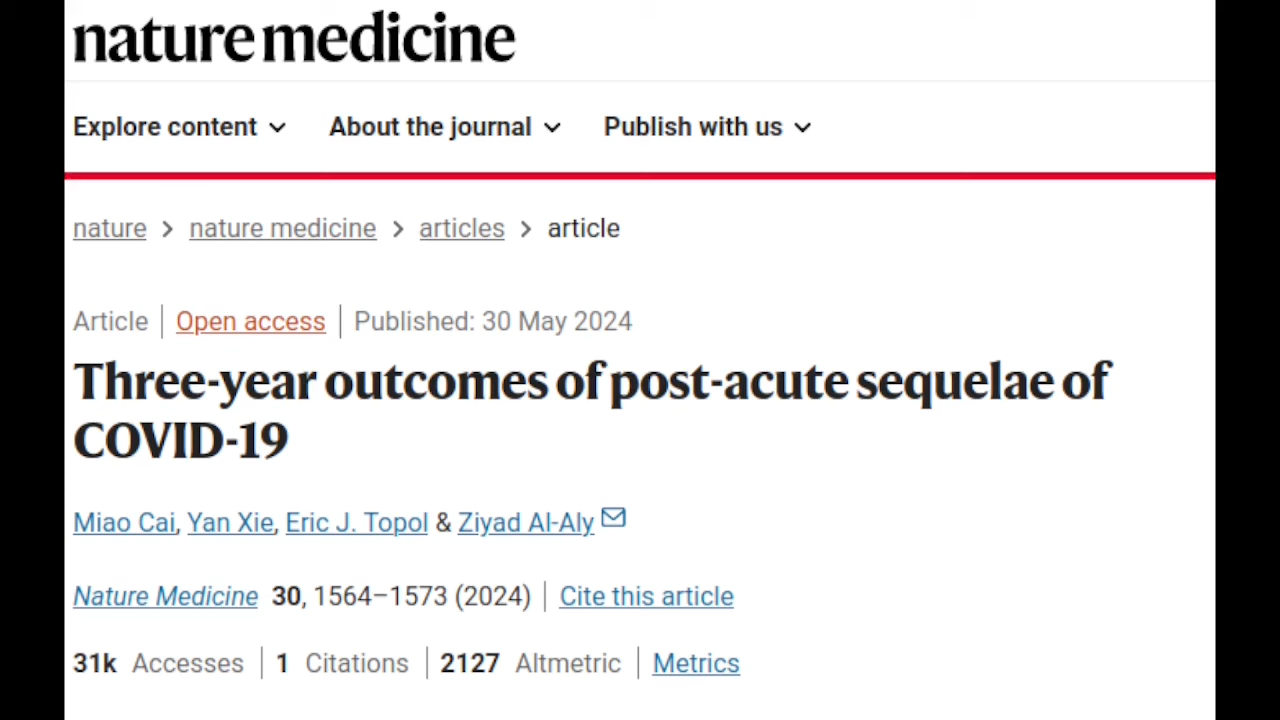 nature medicine
Explore content About the journal Publish with us
nature > nature medicine > articles > article
Article | Open access | Published: 30 May 2024
Three-year outcomes of post-acute sequelae of
COVID-19
Miao Cai, Yan Xie, Eric J. Topol & Ziyad Al-Aly
Nature Medicine 30, 1564–1573 (2024) | Cite this article
31k Accesses | 1 Citations | 2127 Altmetric | Metrics